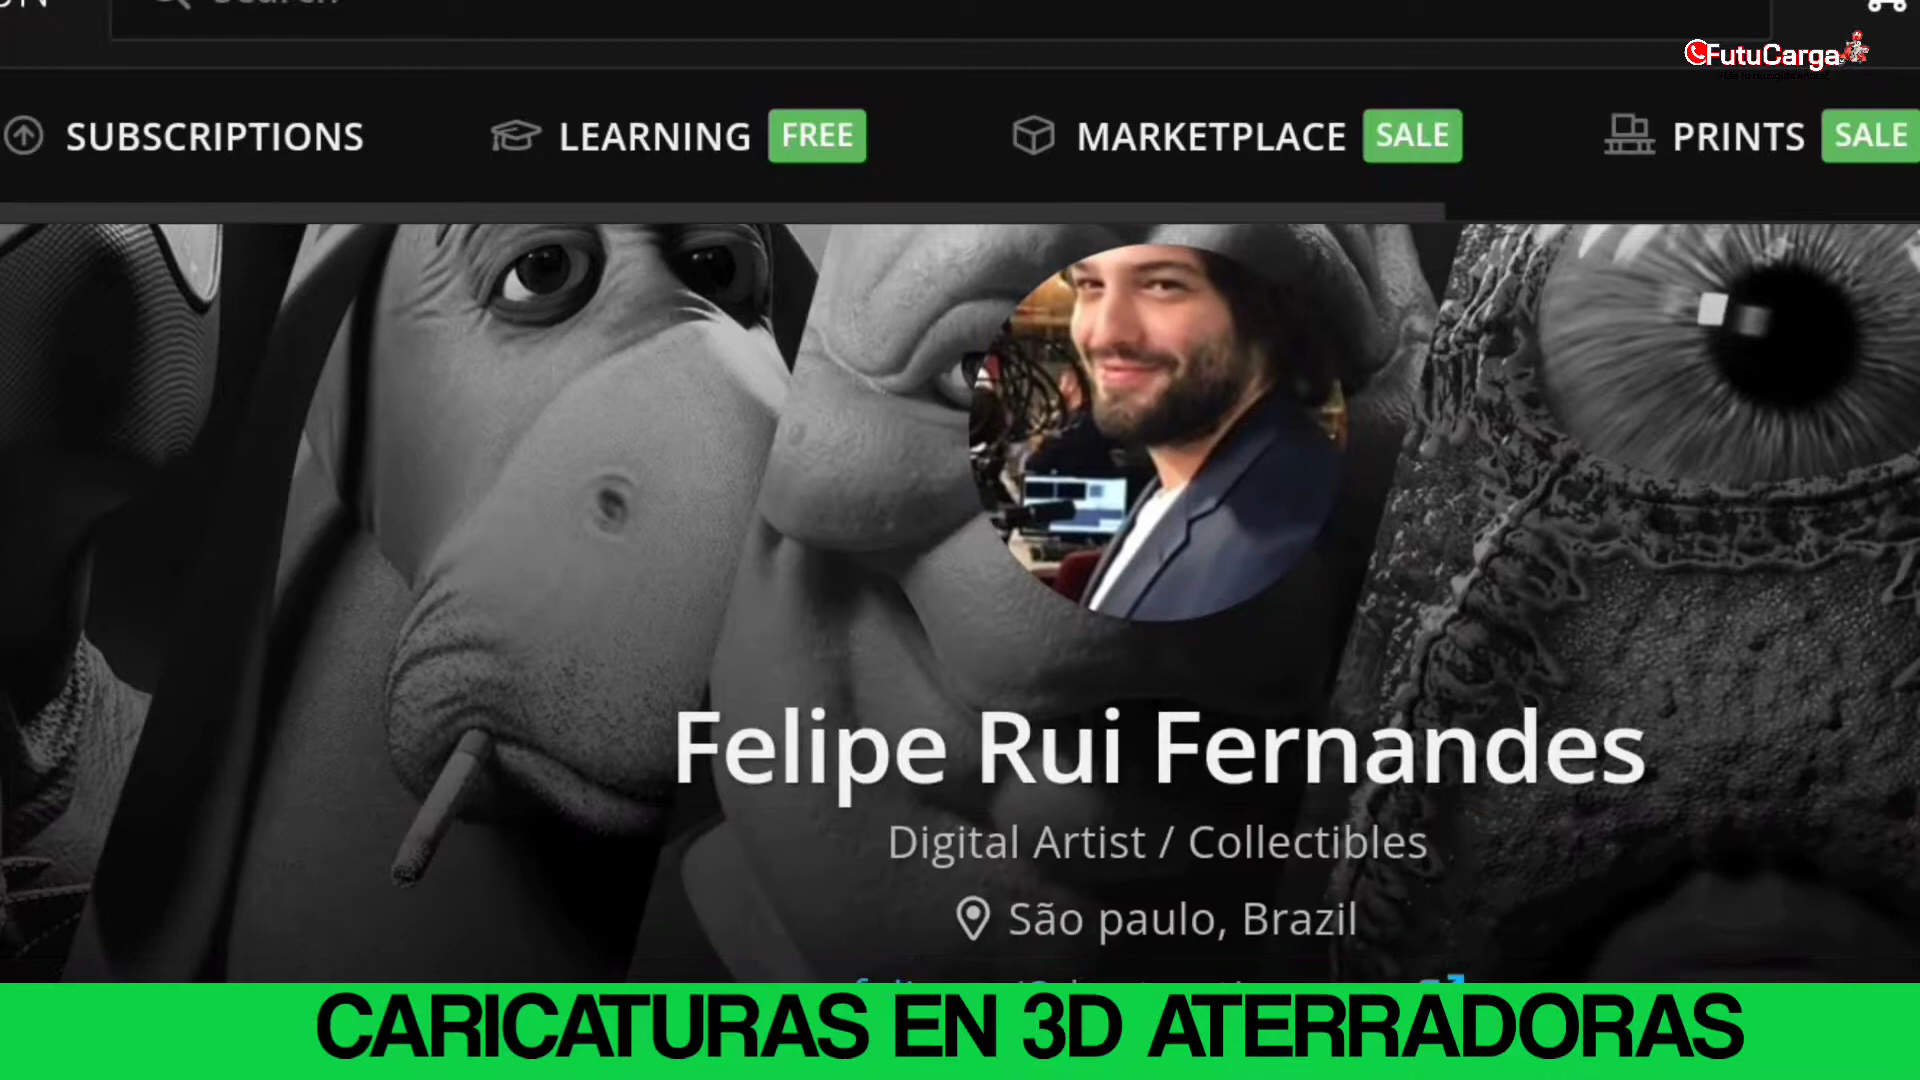 FutuCarga
SUBSCRIPTIONS
LEARNING FREE
MARKETPLACE SALE
PRINTS SALE
Felipe Rui Fernandes
Digital Artist / Collectibles
São paulo, Brazil
CARICATURAS EN 3D ATERRADORAS